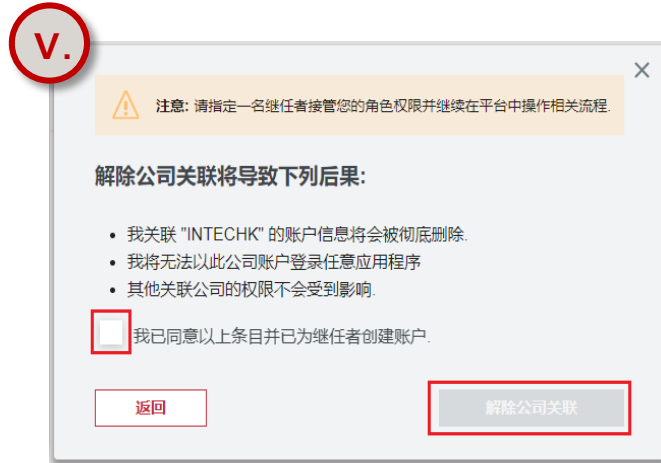 V.
注意: 请指定一名继任者接管您的角色权限并继续在平台中操作相关流程.
解除公司关联将导致下列后果:
• 我关联 "INTECHK" 的账户信息将会被彻底删除.
• 我将无法以此公司账户登录任意应用程序
• 其他关联公司的权限不会受到影响.
我已同意以上条目并已为继任者创建账户.
返回
解除公司关联